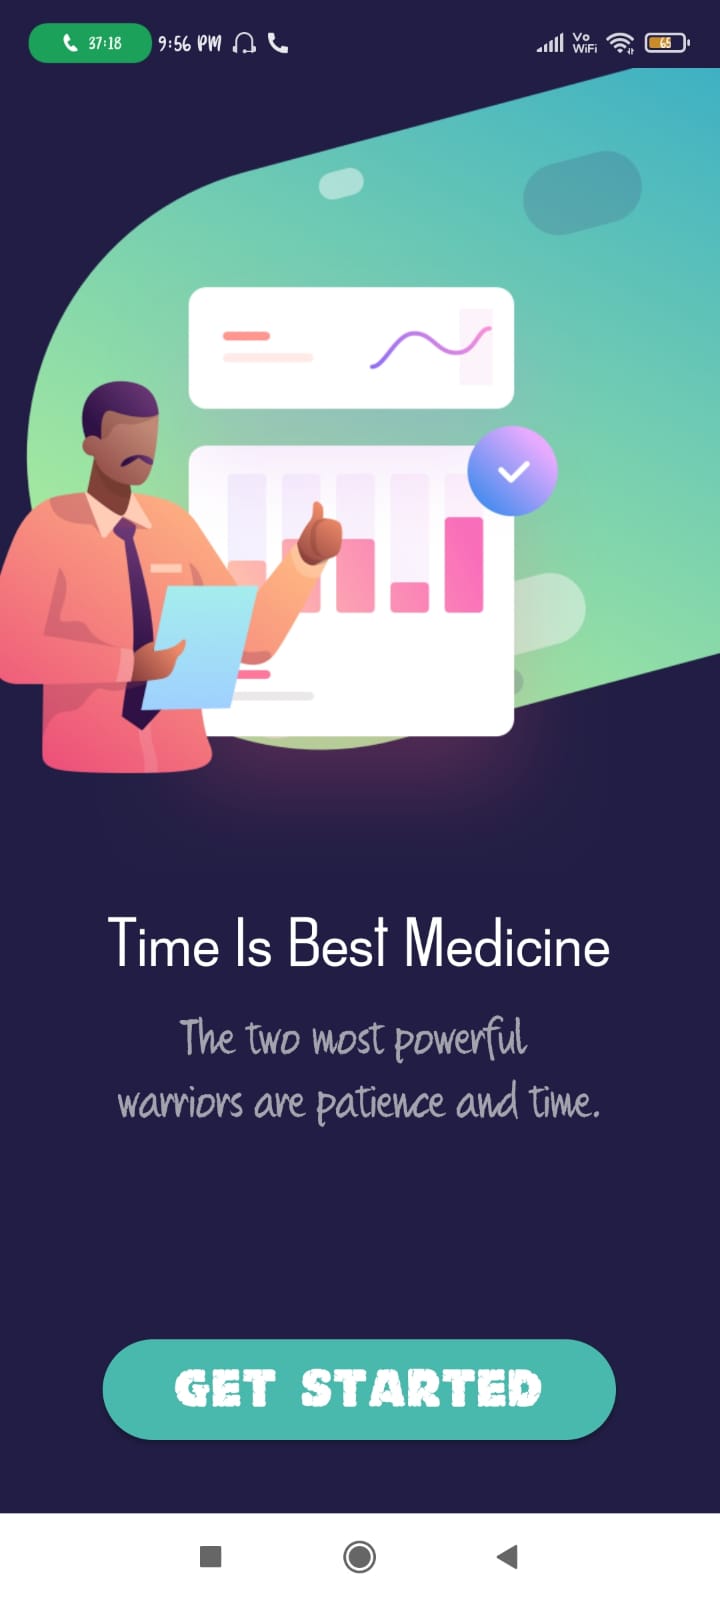 37:18 9:56 PM Vo WiFi 65
Time Is Best Medicine
The two most powerful
warriors are patience and time.
GET STARTED